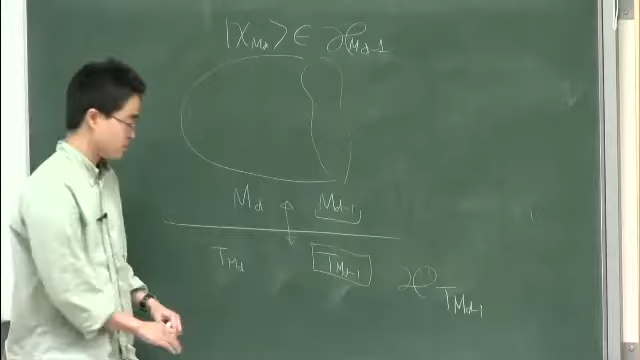 |X_{M_d}> ∈ ℋ_{M_{d-1}}
M_d M_{d-1}
T_{M_d} T_{M_{d-1}} ℋ_{T_{M_{d-1}}}